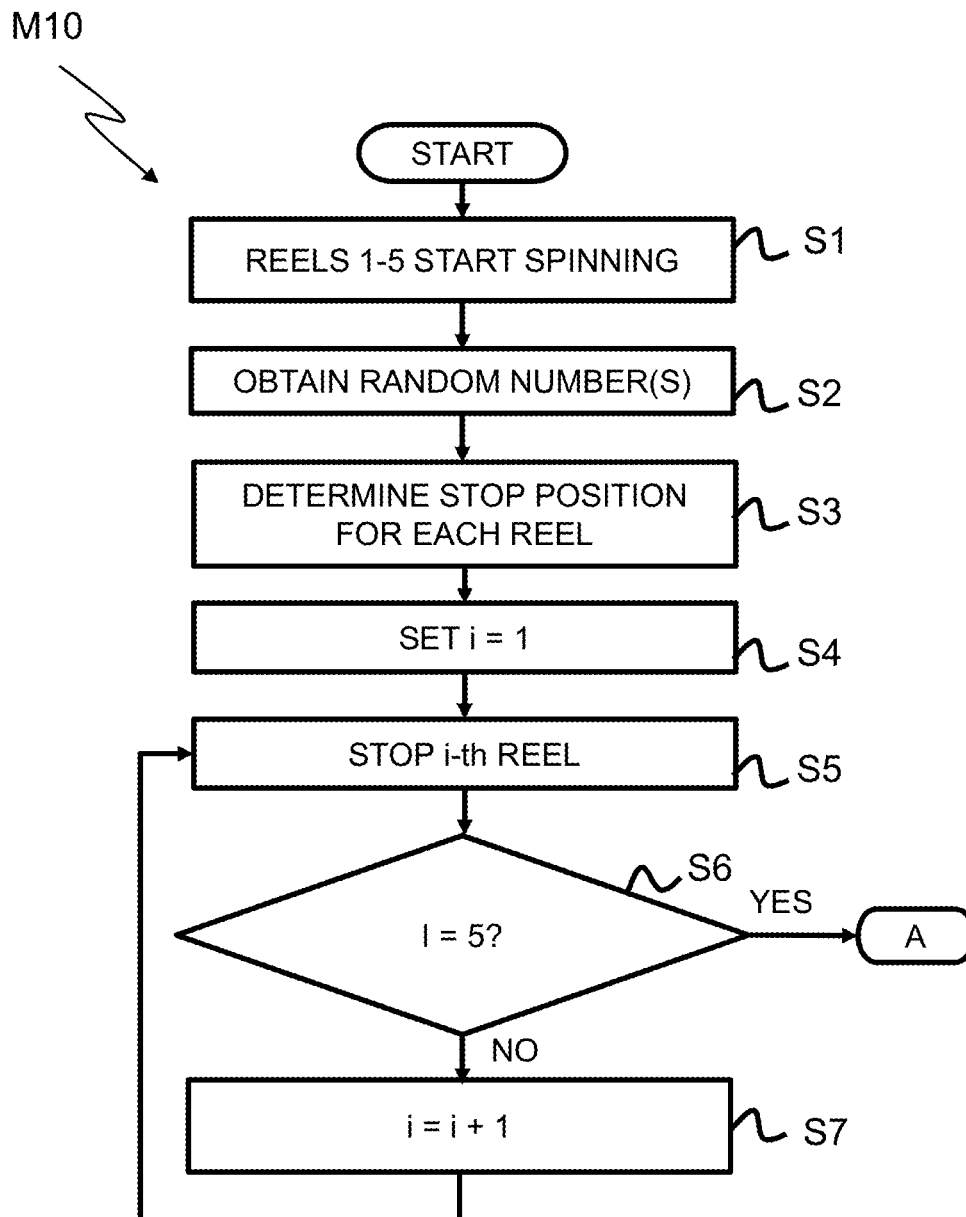 M10
START
REELS 1-5 START SPINNING
S1
OBTAIN RANDOM NUMBER(S)
S2
DETERMINE STOP POSITION
FOR EACH REEL
S3
SET i = 1
S4
STOP i-th REEL
S5
S6
I = 5?
YES
A
NO
i = i + 1
S7